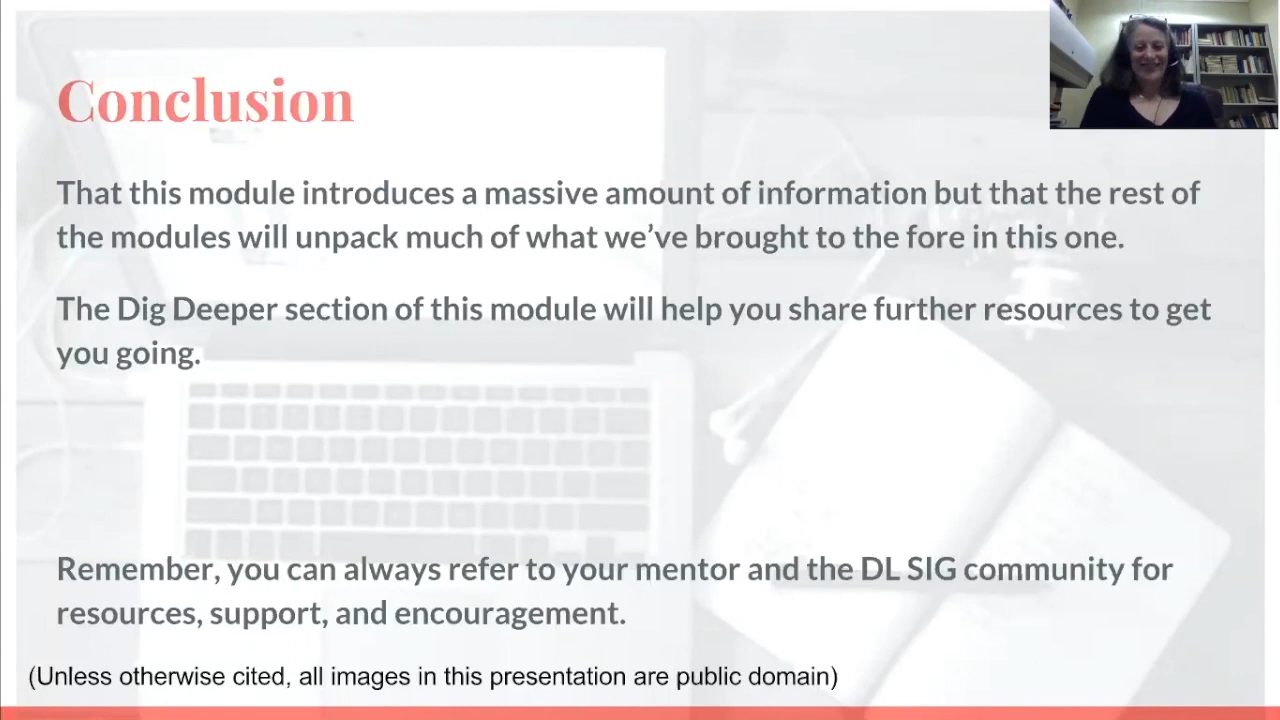 Conclusion
That this module introduces a massive amount of information but that the rest of
the modules will unpack much of what we’ve brought to the fore in this one.
The Dig Deeper section of this module will help you share further resources to get
you going.
Remember, you can always refer to your mentor and the DL SIG community for
resources, support, and encouragement.
(Unless otherwise cited, all images in this presentation are public domain)